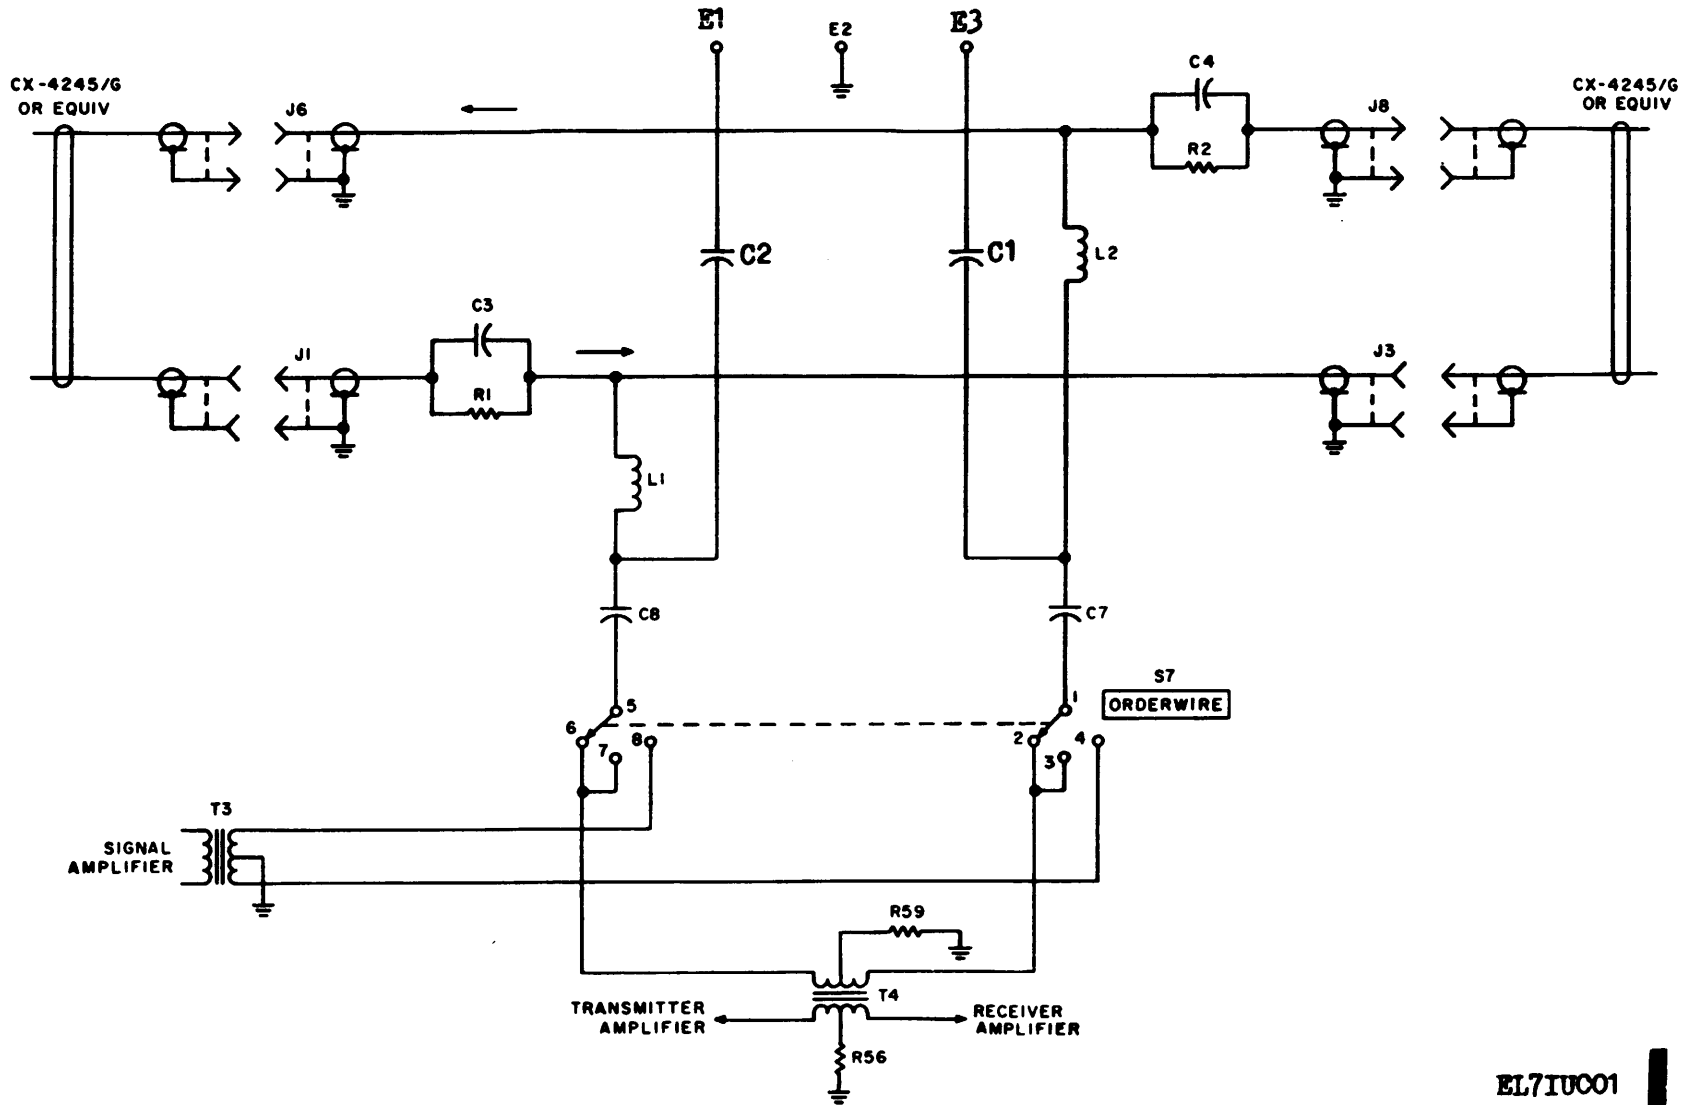 E1
E2
E3
CX-4245/G
OR EQUIV
J6
C4
J8
CX-4245/G
OR EQUIV
R2
C2
C1
L2
C3
J1
J3
R1
L1
C8
C7
S7
ORDERWIRE
5
1
6
7
8
2
3
4
T3
SIGNAL
AMPLIFIER
R59
T4
TRANSMITTER
AMPLIFIER
RECEIVER
AMPLIFIER
R56
EL7IUC01